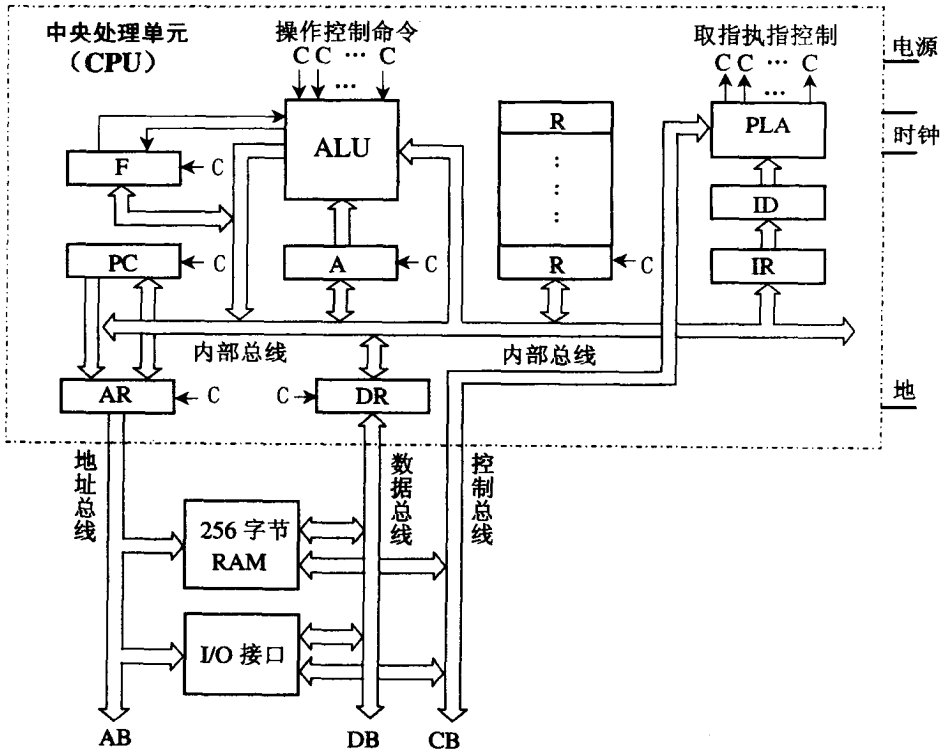 中央处理单元
（CPU）
操作控制命令
C C ··· C
···
取指执指控制
C C ··· C
···
电源
时钟
地
ALU
F
C
R
R
C
PLA
ID
IR
PC
C
A
C
内部总线
内部总线
AR
C
C
DR
地址总线
数据总线
控制总线
256 字节
RAM
I/O 接口
AB
DB
CB